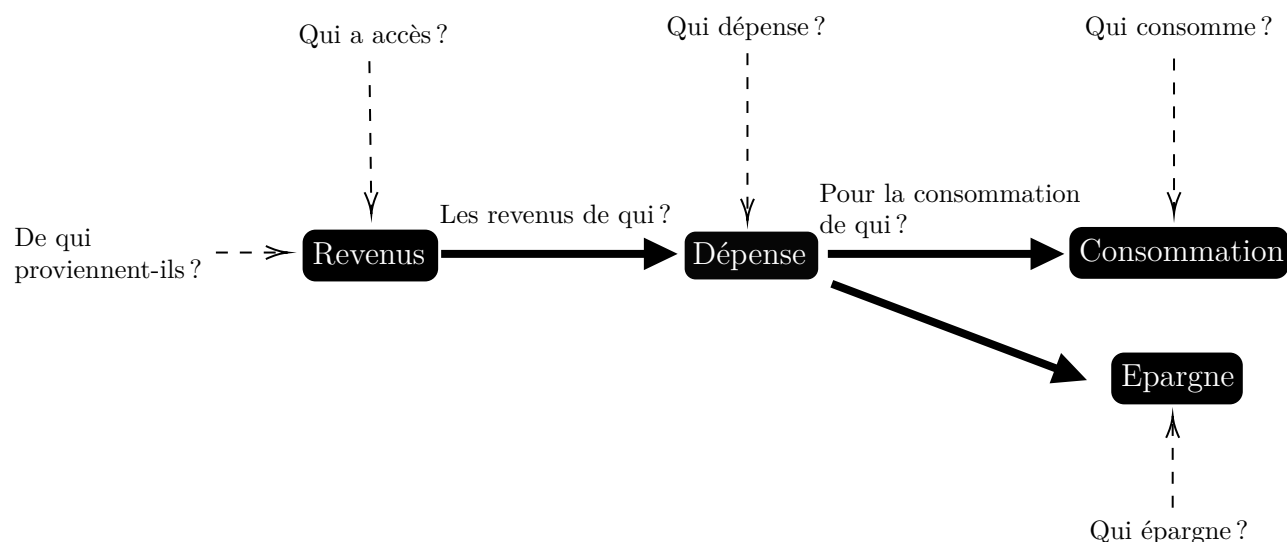 Qui a accès ?
Qui dépense ?
Qui consomme ?
De qui
proviennent-ils ?
Revenus
Les revenus de qui ?
Dépense
Pour la consommation
de qui ?
Consommation
Epargne
Qui épargne ?